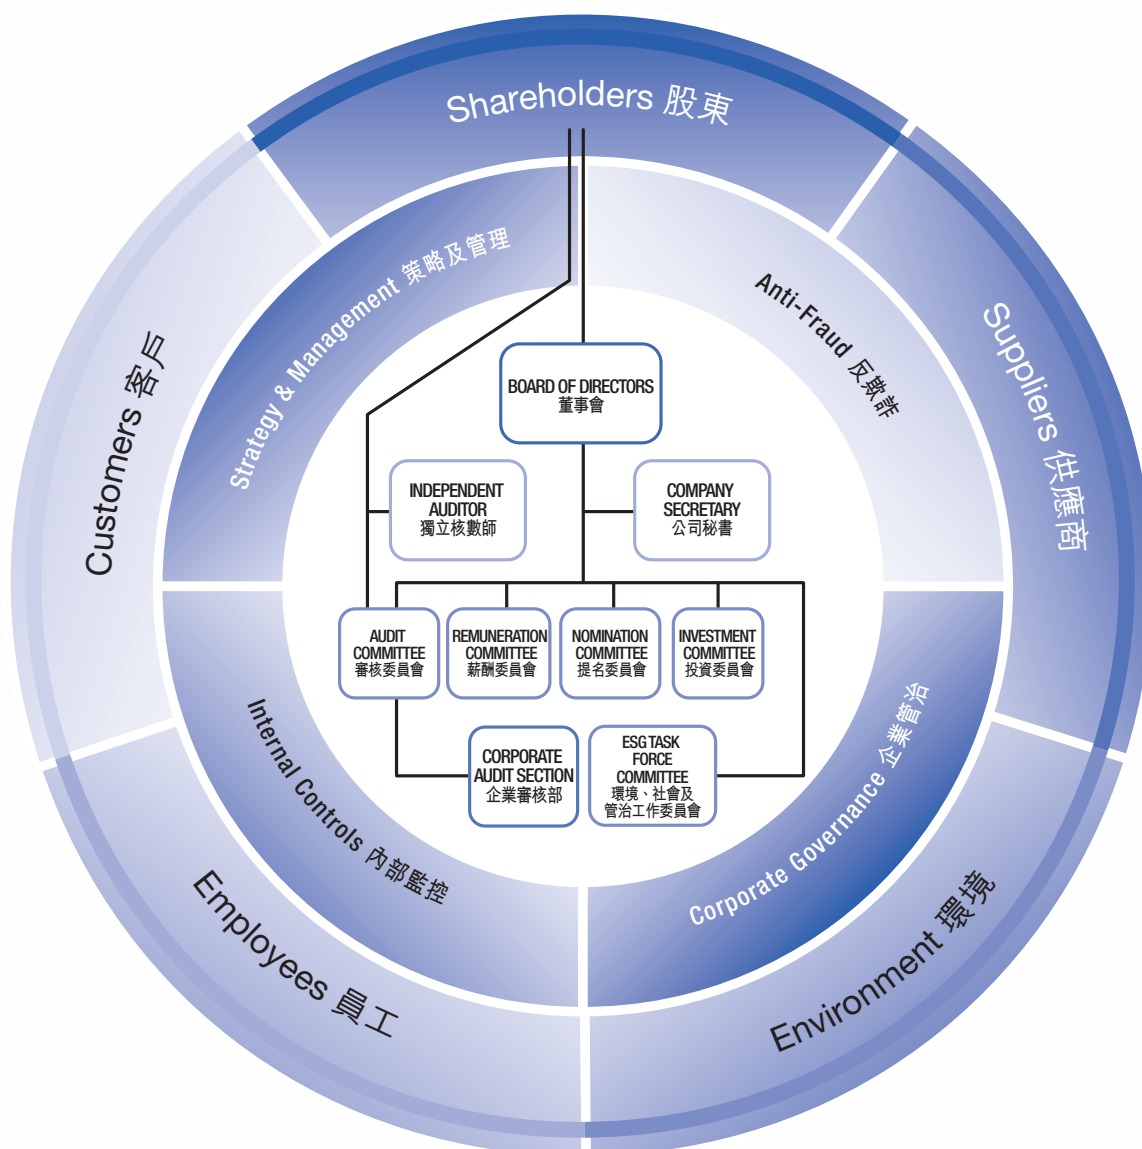 Shareholders 股東
Suppliers 供應商
Environment 環境
Employees 員工
Customers 客戶
Strategy & Management 策略及管理
Anti-Fraud 反欺詐
Corporate Governance 企業管治
Internal Controls 內部監控
BOARD OF DIRECTORS
董事會
INDEPENDENT
AUDITOR
獨立核數師
COMPANY
SECRETARY
公司秘書
AUDIT
COMMITTEE
審核委員會
REMUNERATION
COMMITTEE
薪酬委員會
NOMINATION
COMMITTEE
提名委員會
INVESTMENT
COMMITTEE
投資委員會
CORPORATE
AUDIT SECTION
企業審核部
ESG TASK
FORCE
COMMITTEE
環境、社會及
管治工作委員會